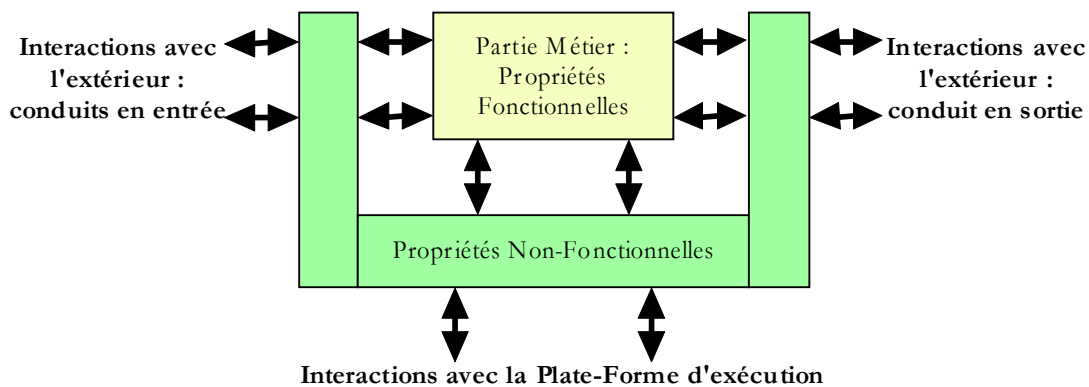 Interactions avec
l'extérieur :
conduits en entrée
Partie Métier :
Propriétés
Fonctionnelles
Interactions avec
l'extérieur :
conduit en sortie
Propriétés Non-Fonctionnelles
Interactions avec la Plate-Forme d'exécution